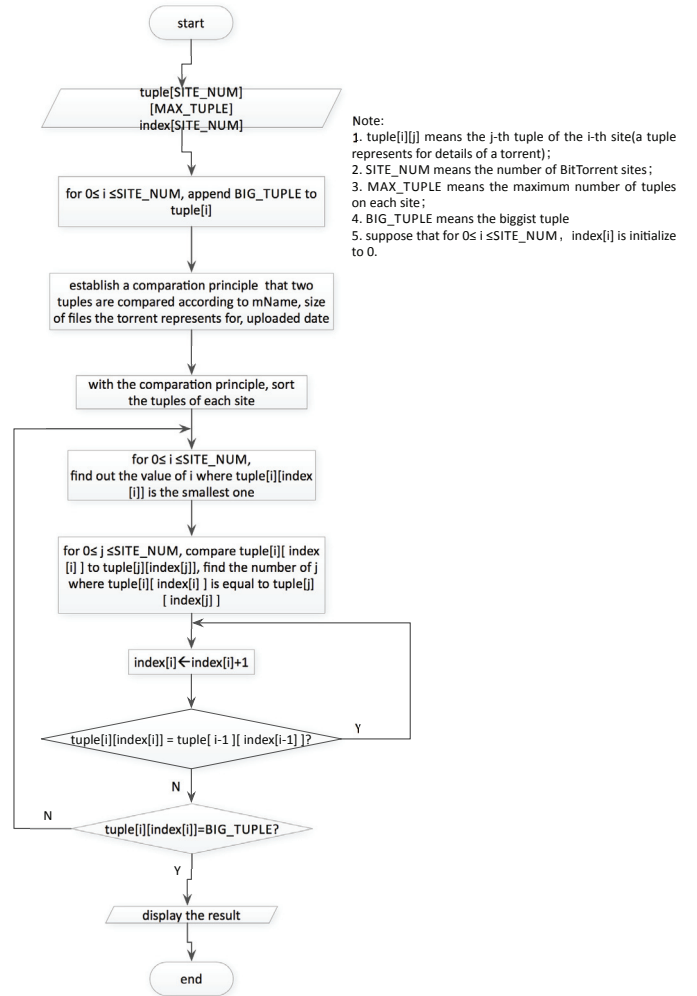 start
tuple[SITE_NUM]
[MAX_TUPLE]
index[SITE_NUM]
Note:
1. tuple[i][j] means the j-th tuple of the i-th site(a tuple
represents for details of a torrent)；
2. SITE_NUM means the number of BitTorrent sites；
3. MAX_TUPLE means the maximum number of tuples
on each site；
4. BIG_TUPLE means the biggist tuple
5. suppose that for 0≤ i ≤SITE_NUM，index[i] is initialize
to 0.
for 0≤ i ≤SITE_NUM, append BIG_TUPLE to
tuple[i]
establish a comparation principle that two
tuples are compared according to mName, size
of files the torrent represents for, uploaded date
with the comparation principle, sort
the tuples of each site
for 0≤ i ≤SITE_NUM,
find out the value of i where tuple[i][index
[i]] is the smallest one
for 0≤ j ≤SITE_NUM, compare tuple[i][ index
[i] ] to tuple[j][index[j]], find the number of j
where tuple[i][ index[i] ] is equal to tuple[j]
[ index[j] ]
index[i]←index[i]+1
tuple[i][index[i]] = tuple[ i-1 ][ index[i-1] ]?
Y
N
tuple[i][index[i]]=BIG_TUPLE?
N
Y
display the result
end